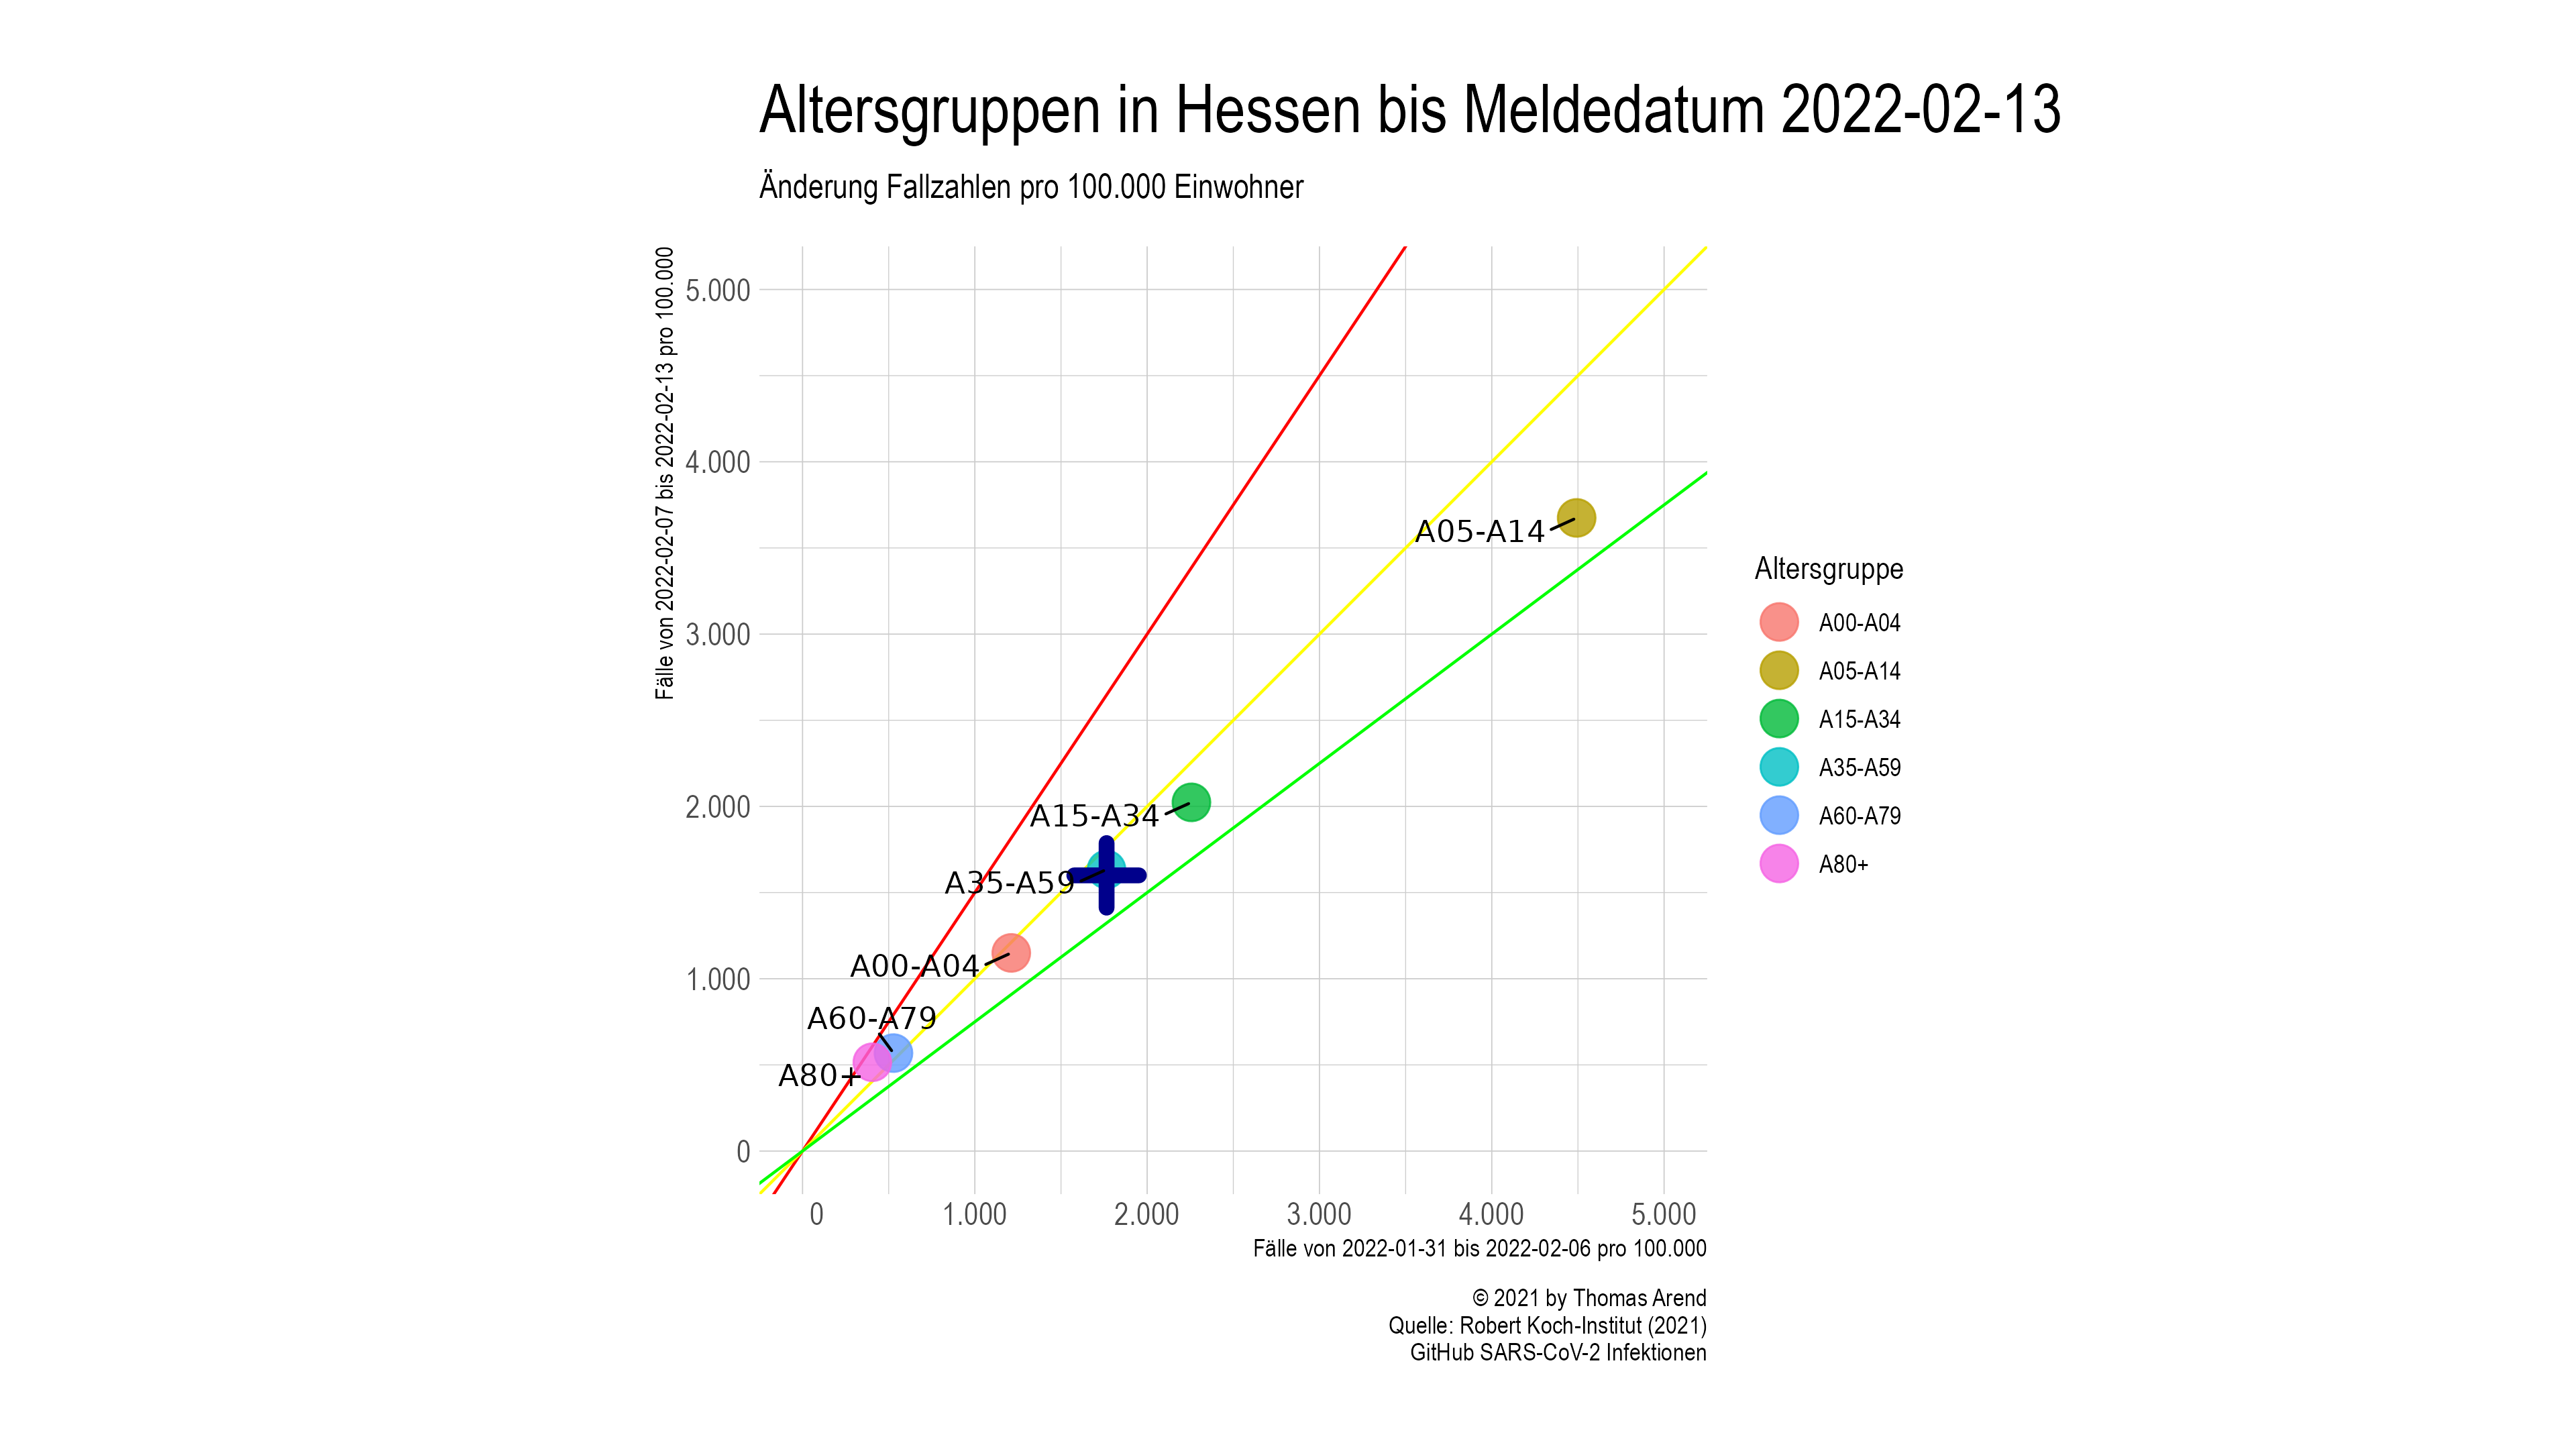 Altersgruppen in Hessen bis Meldedatum 2022-02-13
Änderung Fallzahlen pro 100.000 Einwohner
Fälle von 2022-02-07 bis 2022-02-13 pro 100.000
5.000
4.000
3.000
2.000
1.000
0
A05-A14
A15-A34
A35-A59
A00-A04
A60-A79
A80+
0
1.000
2.000
3.000
4.000
5.000
Fälle von 2022-01-31 bis 2022-02-06 pro 100.000
Altersgruppe
A00-A04
A05-A14
A15-A34
A35-A59
A60-A79
A80+
© 2021 by Thomas Arend
Quelle: Robert Koch-Institut (2021)
GitHub SARS-CoV-2 Infektionen